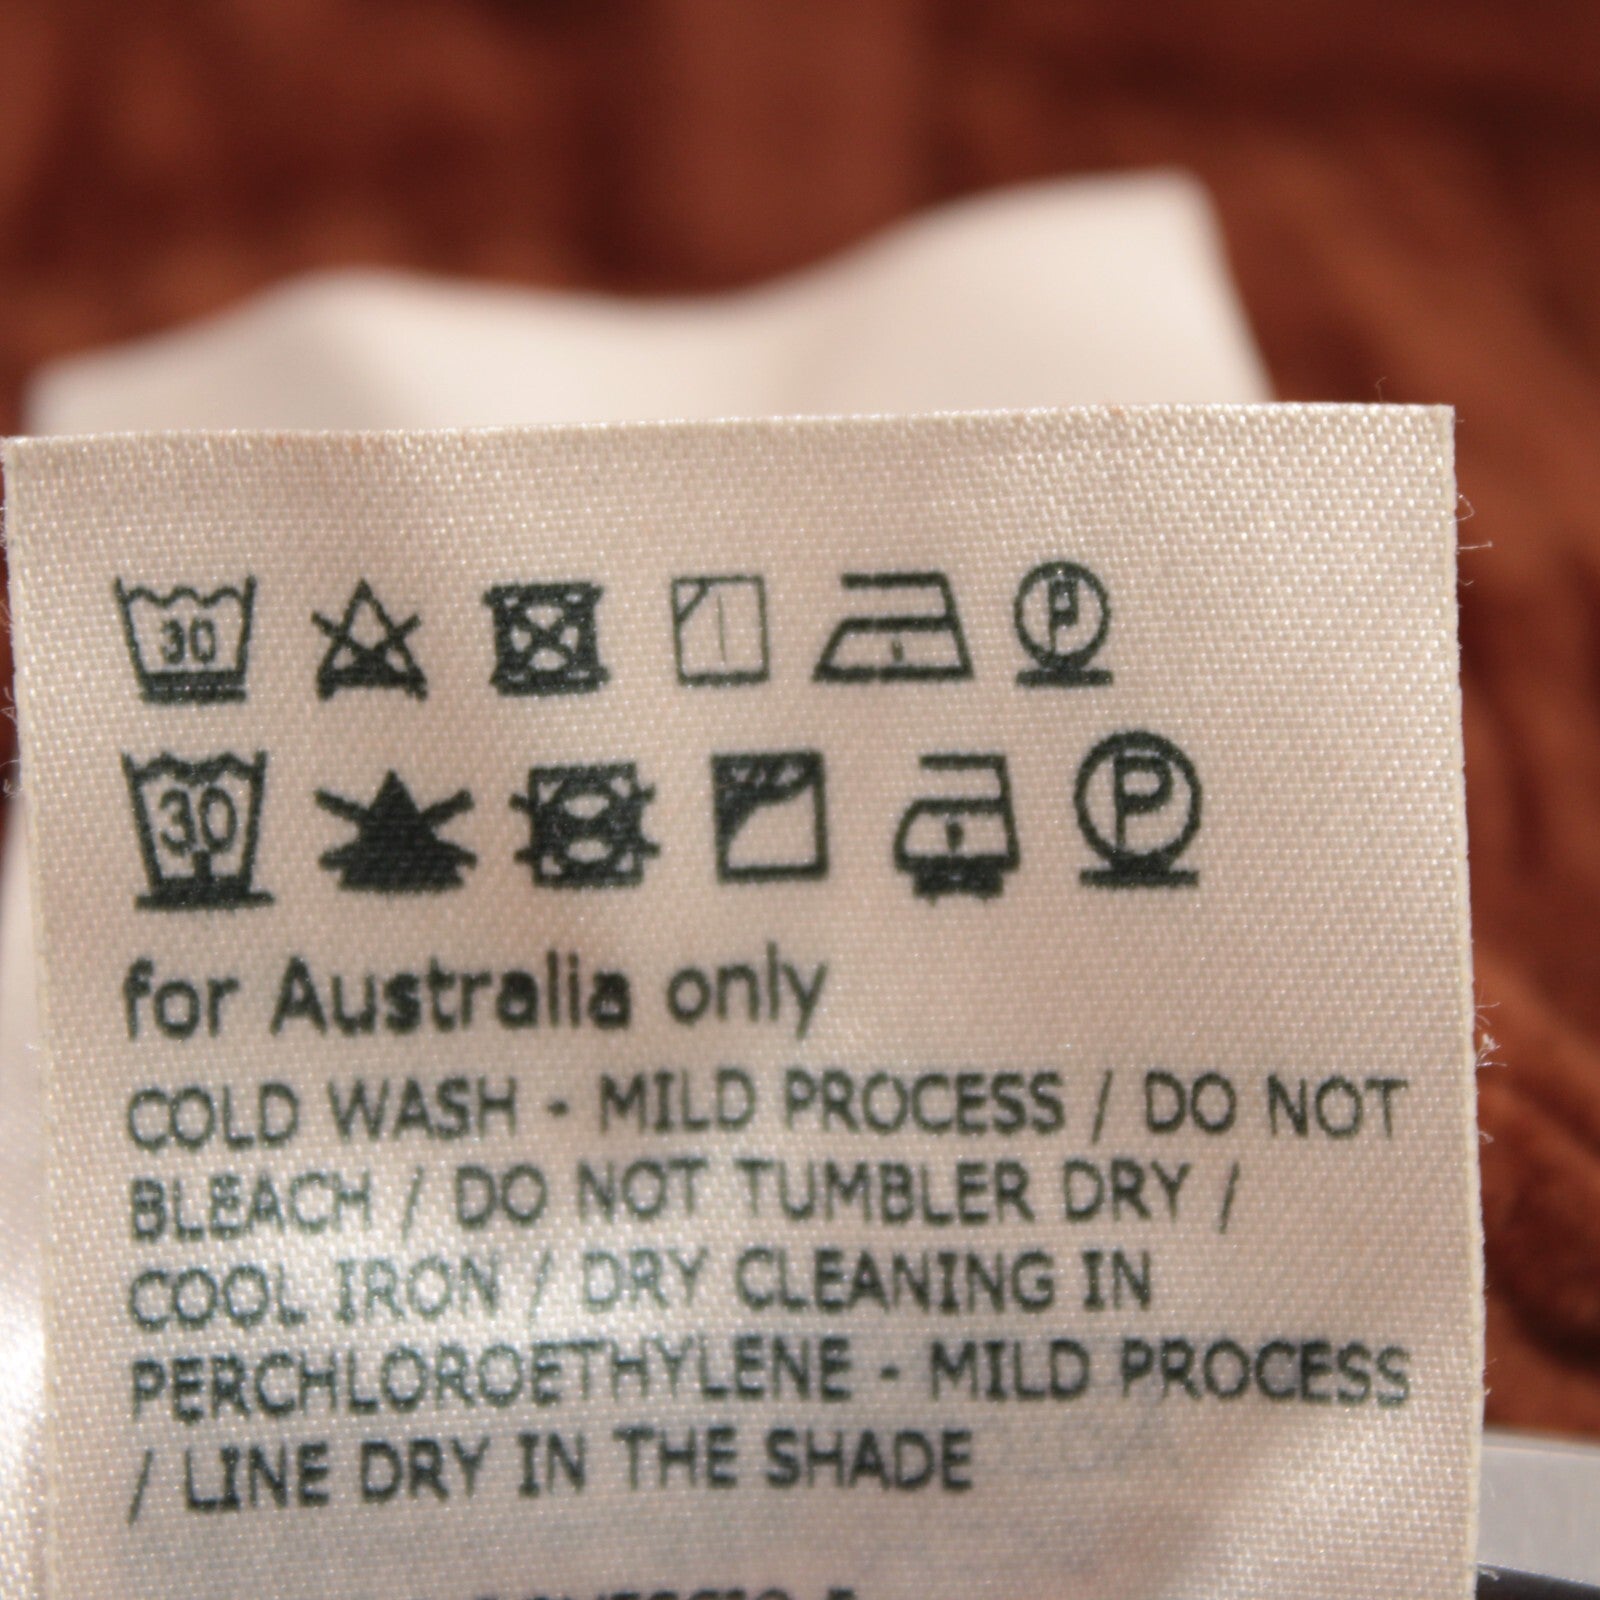 30 P
30 P
for Australia only
COLD WASH - MILD PROCESS / DO NOT
BLEACH / DO NOT TUMBLER DRY /
COOL IRON / DRY CLEANING IN
PERCHLOROETHYLENE - MILD PROCESS
/ LINE DRY IN THE SHADE